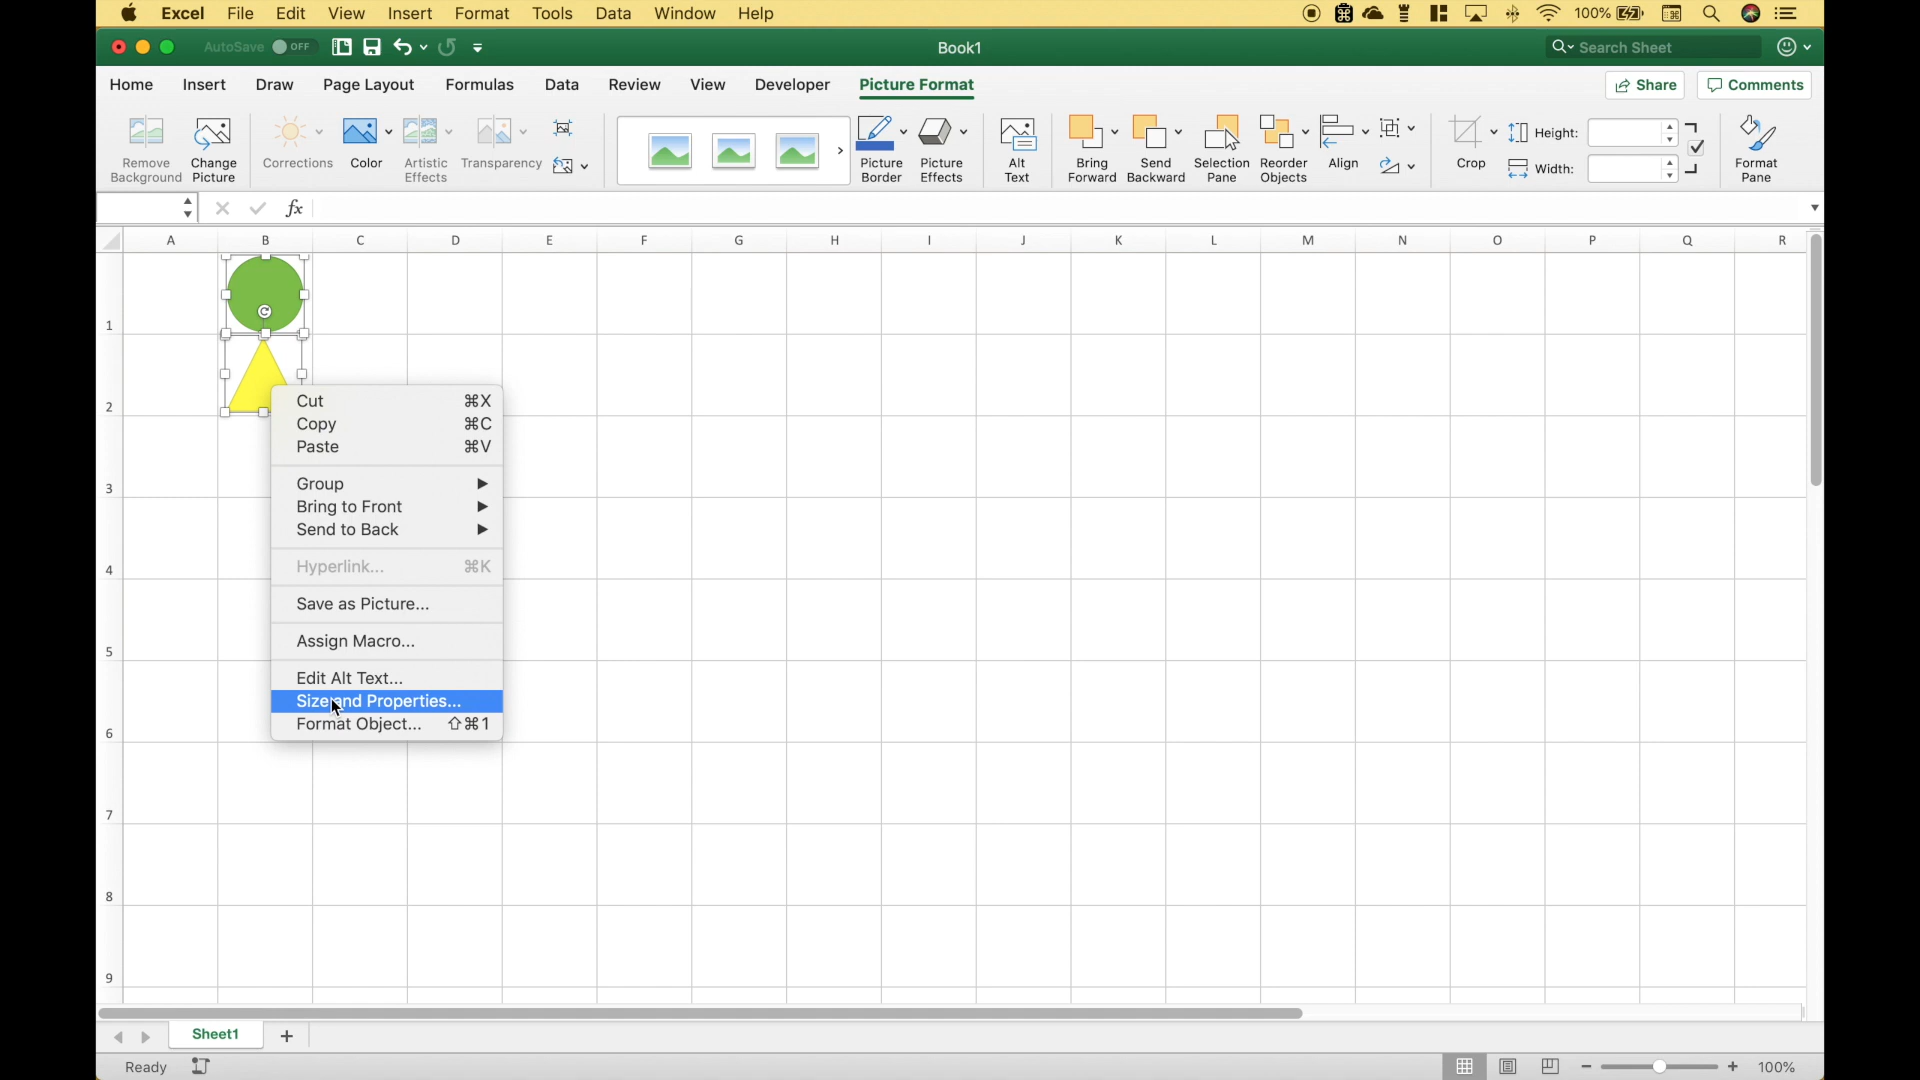 Excel File Edit View Insert Format Tools Data Window Help 100%
AutoSave OFF Book1 Search Sheet
Home Insert Draw Page Layout Formulas Data Review View Developer Picture Format Share Comments
Remove Background
Change Picture
Corrections
Color
Artistic Effects
Transparency
Picture Border
Picture Effects
Alt Text
Bring Forward
Send Backward
Selection Pane
Reorder Objects
Align
Crop
Height:
Width:
Format Pane
fx
A B C D E F G H I J K L M N O P Q R
1
2
3
4
5
6
7
8
9
Cut ⌘X
Copy ⌘C
Paste ⌘V
Group
Bring to Front
Send to Back
Hyperlink... ⌘K
Save as Picture...
Assign Macro...
Edit Alt Text...
Size and Properties...
Format Object... ⇧⌘1
Sheet1 +
Ready 100%